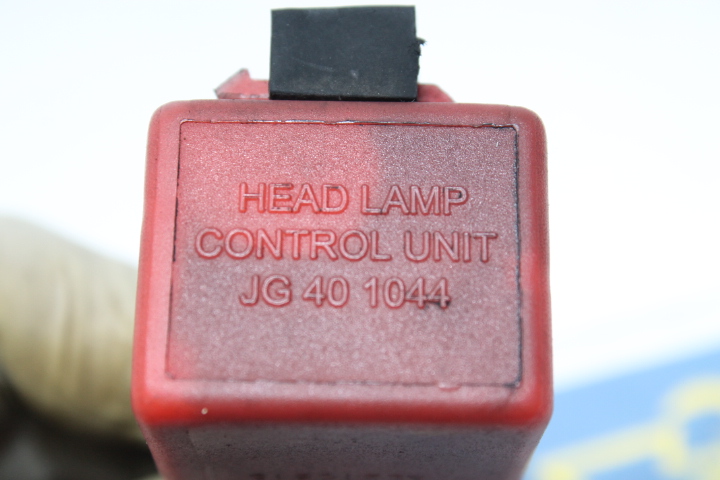 HEAD LAMP
CONTROL UNIT
JG 40 1044